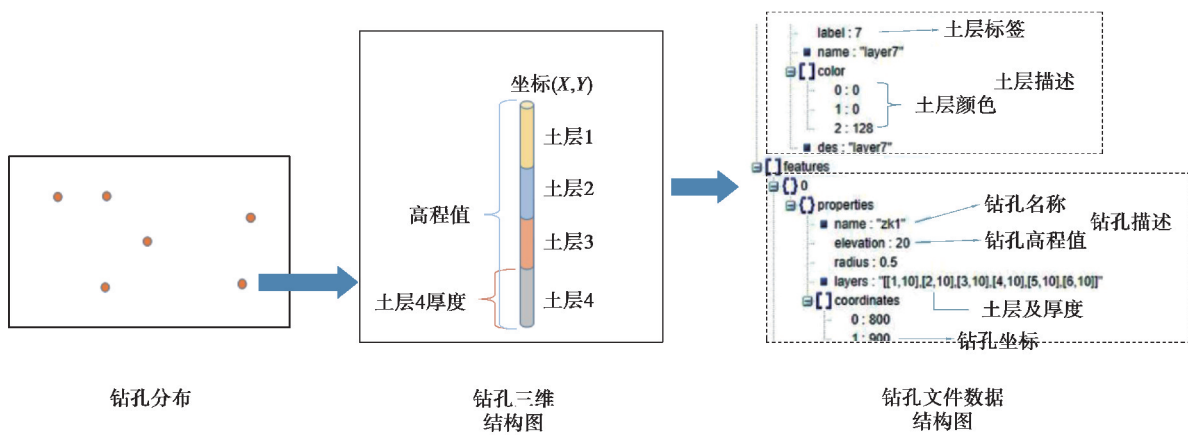 坐标(X,Y)
土层1
土层2
高程值
土层3
土层4厚度
土层4
label : 7
土层标签
name : "layer7"
[ ] color
土层描述
0 : 0
1 : 0
土层颜色
2 : 128
des : "layer7"
[ ] features
{ } 0
{ } properties
name : "zk1"
钻孔名称
钻孔描述
elevation : 20
钻孔高程值
radius : 0.5
layers : "[[1,10],[2,10],[3,10],[4,10],[5,10],[6,10]]"
[ ] coordinates
土层及厚度
0 : 800
1 : 900
钻孔坐标
钻孔分布
钻孔三维
结构图
钻孔文件数据
结构图